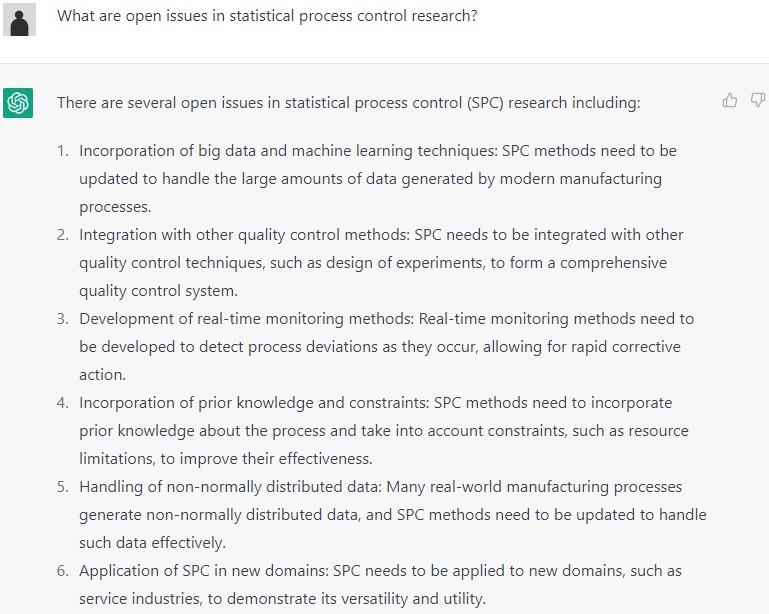 What are open issues in statistical process control research?
There are several open issues in statistical process control (SPC) research including:
1. Incorporation of big data and machine learning techniques: SPC methods need to be
updated to handle the large amounts of data generated by modern manufacturing
processes.
2. Integration with other quality control methods: SPC needs to be integrated with other
quality control techniques, such as design of experiments, to form a comprehensive
quality control system.
3. Development of real-time monitoring methods: Real-time monitoring methods need to
be developed to detect process deviations as they occur, allowing for rapid corrective
action.
4. Incorporation of prior knowledge and constraints: SPC methods need to incorporate
prior knowledge about the process and take into account constraints, such as resource
limitations, to improve their effectiveness.
5. Handling of non-normally distributed data: Many real-world manufacturing processes
generate non-normally distributed data, and SPC methods need to be updated to handle
such data effectively.
6. Application of SPC in new domains: SPC needs to be applied to new domains, such as
service industries, to demonstrate its versatility and utility.